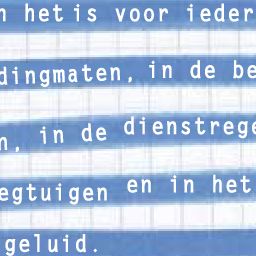 n het is voor ieder
dingmaten, in de be
n, in de dienstrege
egtuigen en in het
geluid.